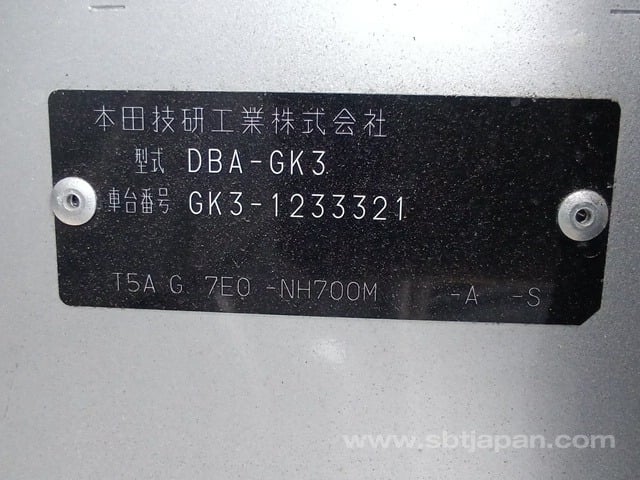 本田技研工業株式会社
型式 DBA-GK3
車台番号 GK3-1233321
T5A G 7E0 -NH700M -A -S
www.sbtjapan.com